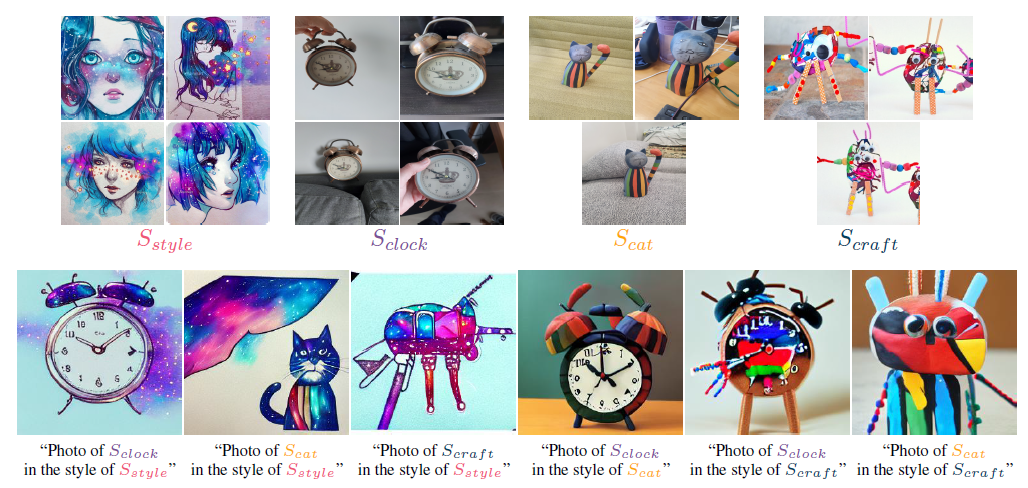 S_style S_clock S_cat S_craft
“Photo of S_clock
in the style of S_style”
“Photo of S_cat
in the style of S_style”
“Photo of S_craft
in the style of S_style”
“Photo of S_clock
in the style of S_cat”
“Photo of S_clock
in the style of S_craft”
“Photo of S_cat
in the style of S_craft”